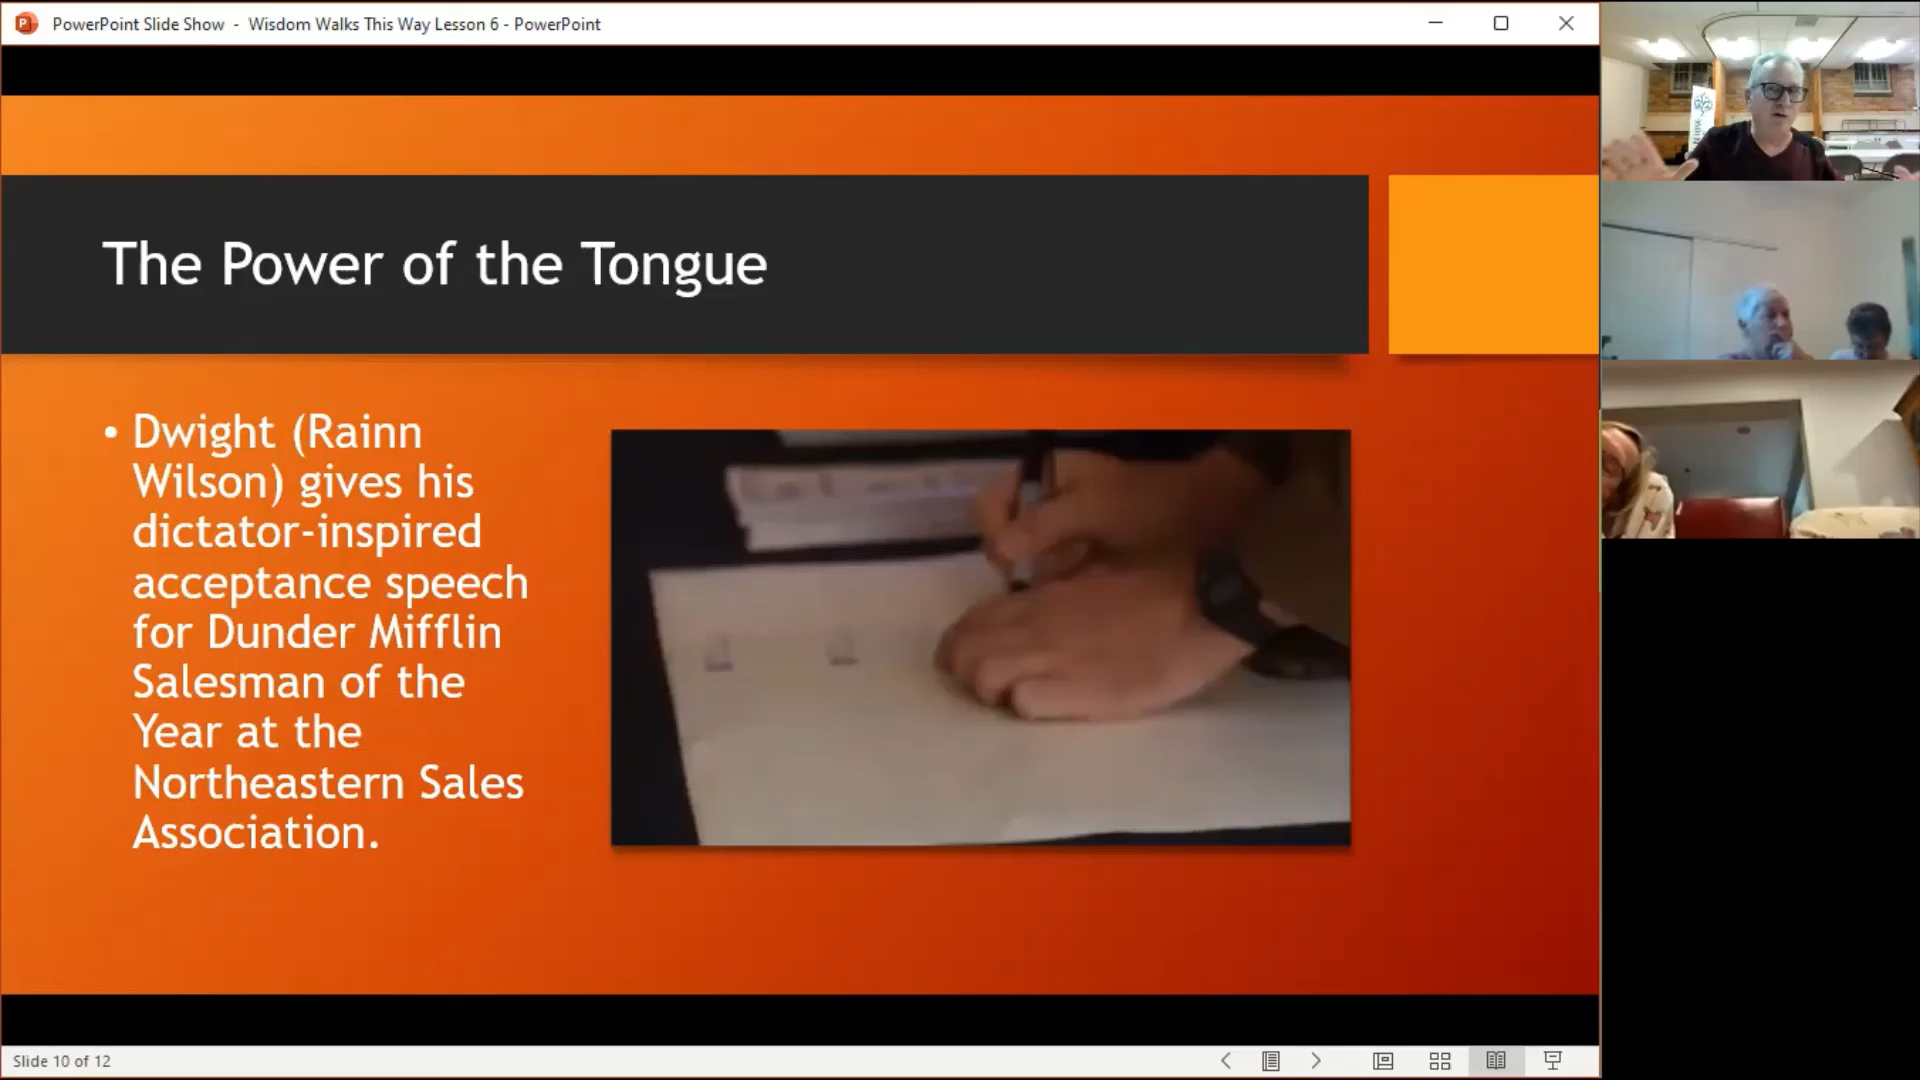 PowerPoint Slide Show - Wisdom Walks This Way Lesson 6 - PowerPoint
The Power of the Tongue
• Dwight (Rainn
Wilson) gives his
dictator-inspired
acceptance speech
for Dunder Mifflin
Salesman of the
Year at the
Northeastern Sales
Association.
Slide 10 of 12